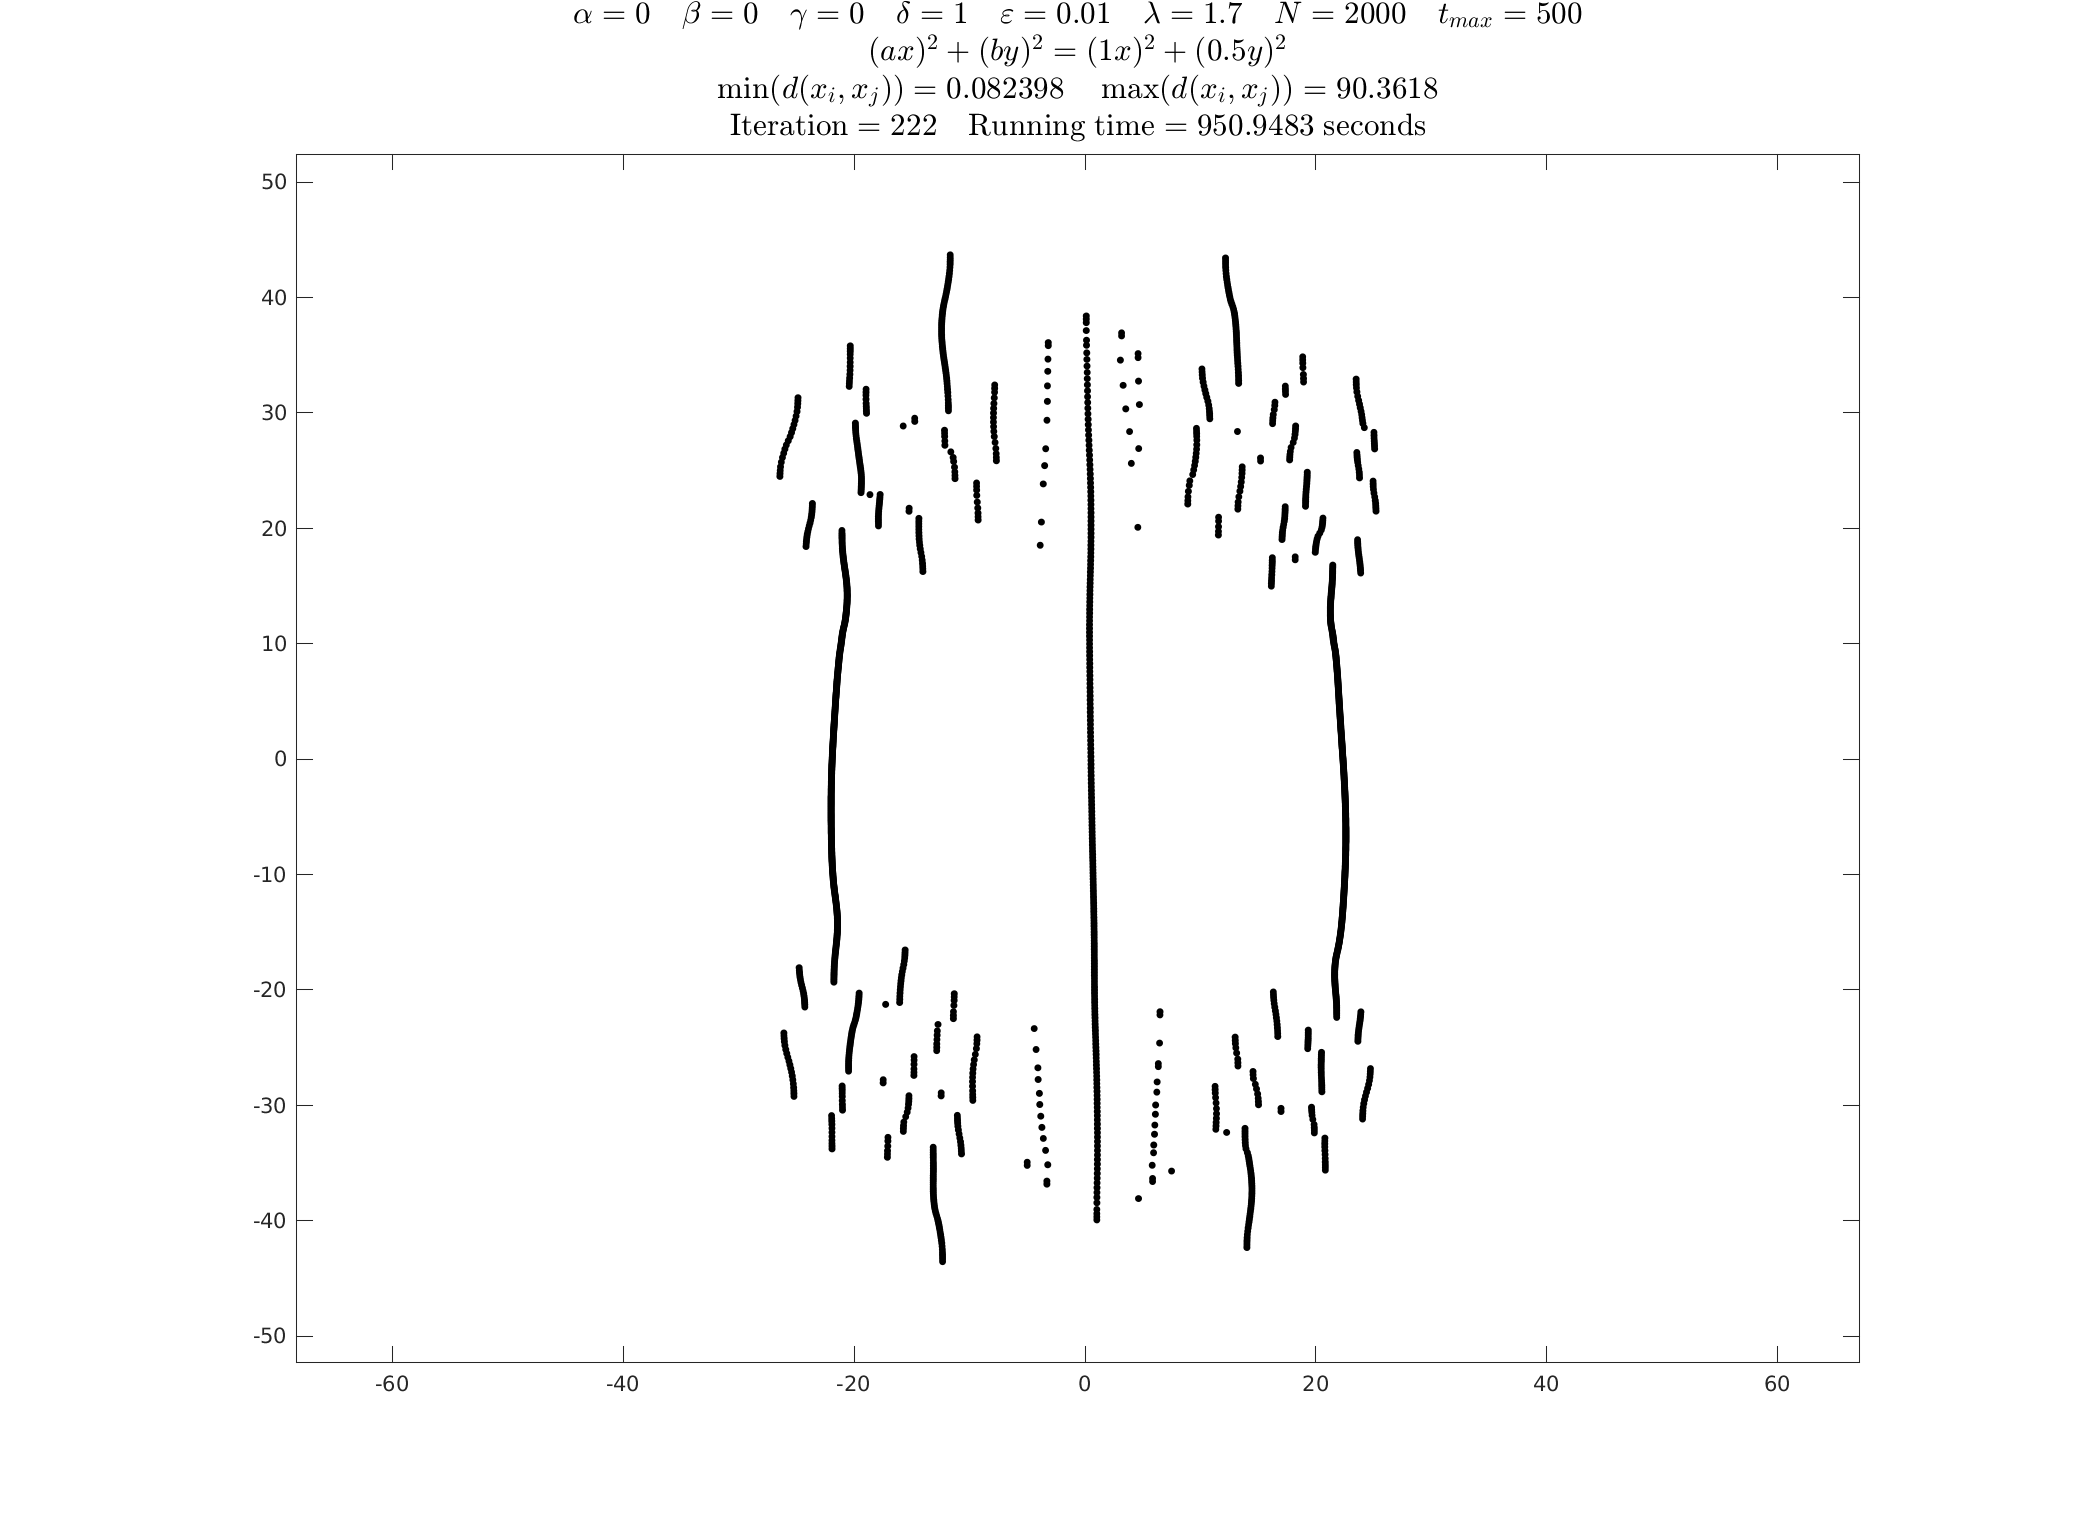 α = 0 β = 0 γ = 0 δ = 1 ε = 0.01 λ = 1.7 N = 2000 t_{max} = 500
(ax)² + (by)² = (1x)² + (0.5y)²
min(d(x_i, x_j)) = 0.082398 max(d(x_i, x_j)) = 90.3618
Iteration = 222 Running time = 950.9483 seconds
50
40
30
20
10
0
-10
-20
-30
-40
-50
-60 -40 -20 0 20 40 60